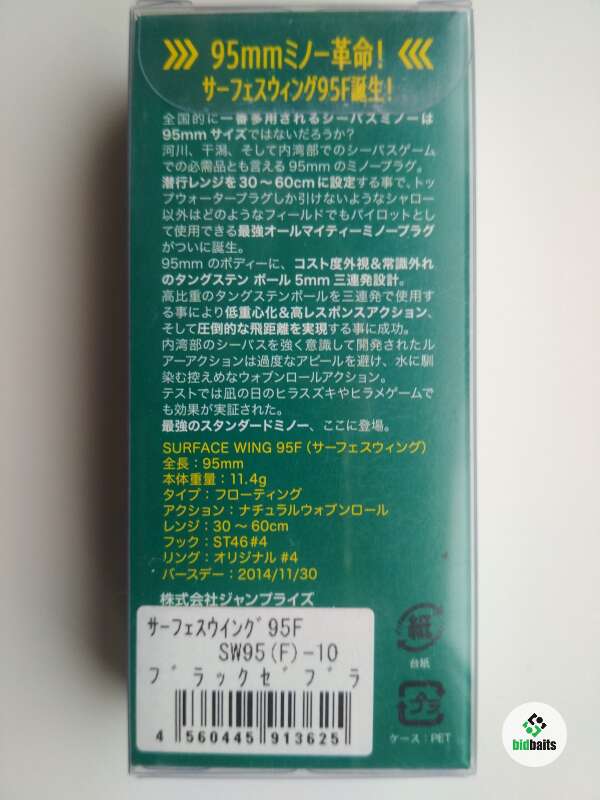 95mmミノー革命!
サーフェスウィング95F誕生!
全国的に一番多用されるシーバスミノーは
95mmサイズではないだろうか?
河川、干潟、そして内湾部でのシーバスゲーム
での必需品とも言える95mmのミノープラグ。
潜行レンジを30〜60cmに設定する事で、トッ
プウォータープラグしか引けないようなシャロー
以外はどのようなフィールドでもパイロットとし
て使用できる最強オールマイティーミノープラグ
がついに誕生。
95mmのボディーに、コスト度外視&常識外れ
のタングステン ボール5mm 三連発設計。
高比重のタングステンボールを三連発で使用す
る事により低重心化&高レスポンスアクション、
そして圧倒的な飛距離を実現する事に成功。
内湾部のシーバスを強く意識して開発されたル
アーアクションは過度なアピールを避け、水に馴
染む控えめなウォブンロールアクション。
テストでは凪の日のヒラスズキやヒラメゲームで
も効果が実証された。
最強のスタンダードミノー、ここに登場。
SURFACE WING 95F(サーフェスウィング)
全長:95mm
本体重量:11.4g
タイプ:フローティング
アクション:ナチュラルウォブンロール
レンジ:30〜60cm
フック:ST46#4
リング:オリジナル#4
バースデー:2014/11/30
株式会社ジャンプライズ
サーフェスウイング95F
SW95(F)-10
ブラックゼブラ
4 560445 913625
紙
台紙
プラ
ケース:PET
bidbaits